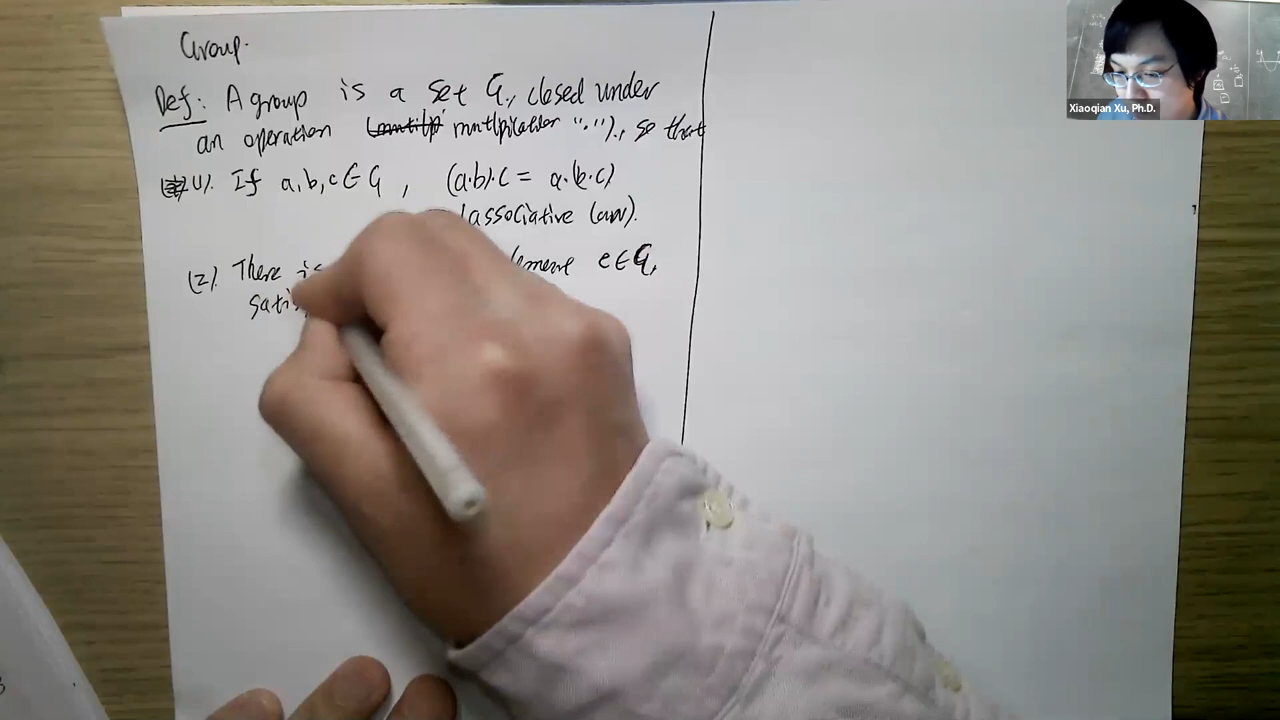 Group.
Def: A group is a set G, closed under
an operation (multiplication "·"), so that
(1). If a, b, c ∈ G, (a·b)·c = a·(b·c)
(associative law).
(2). There is element e ∈ G,
Xiaoqian Xu, Ph.D.